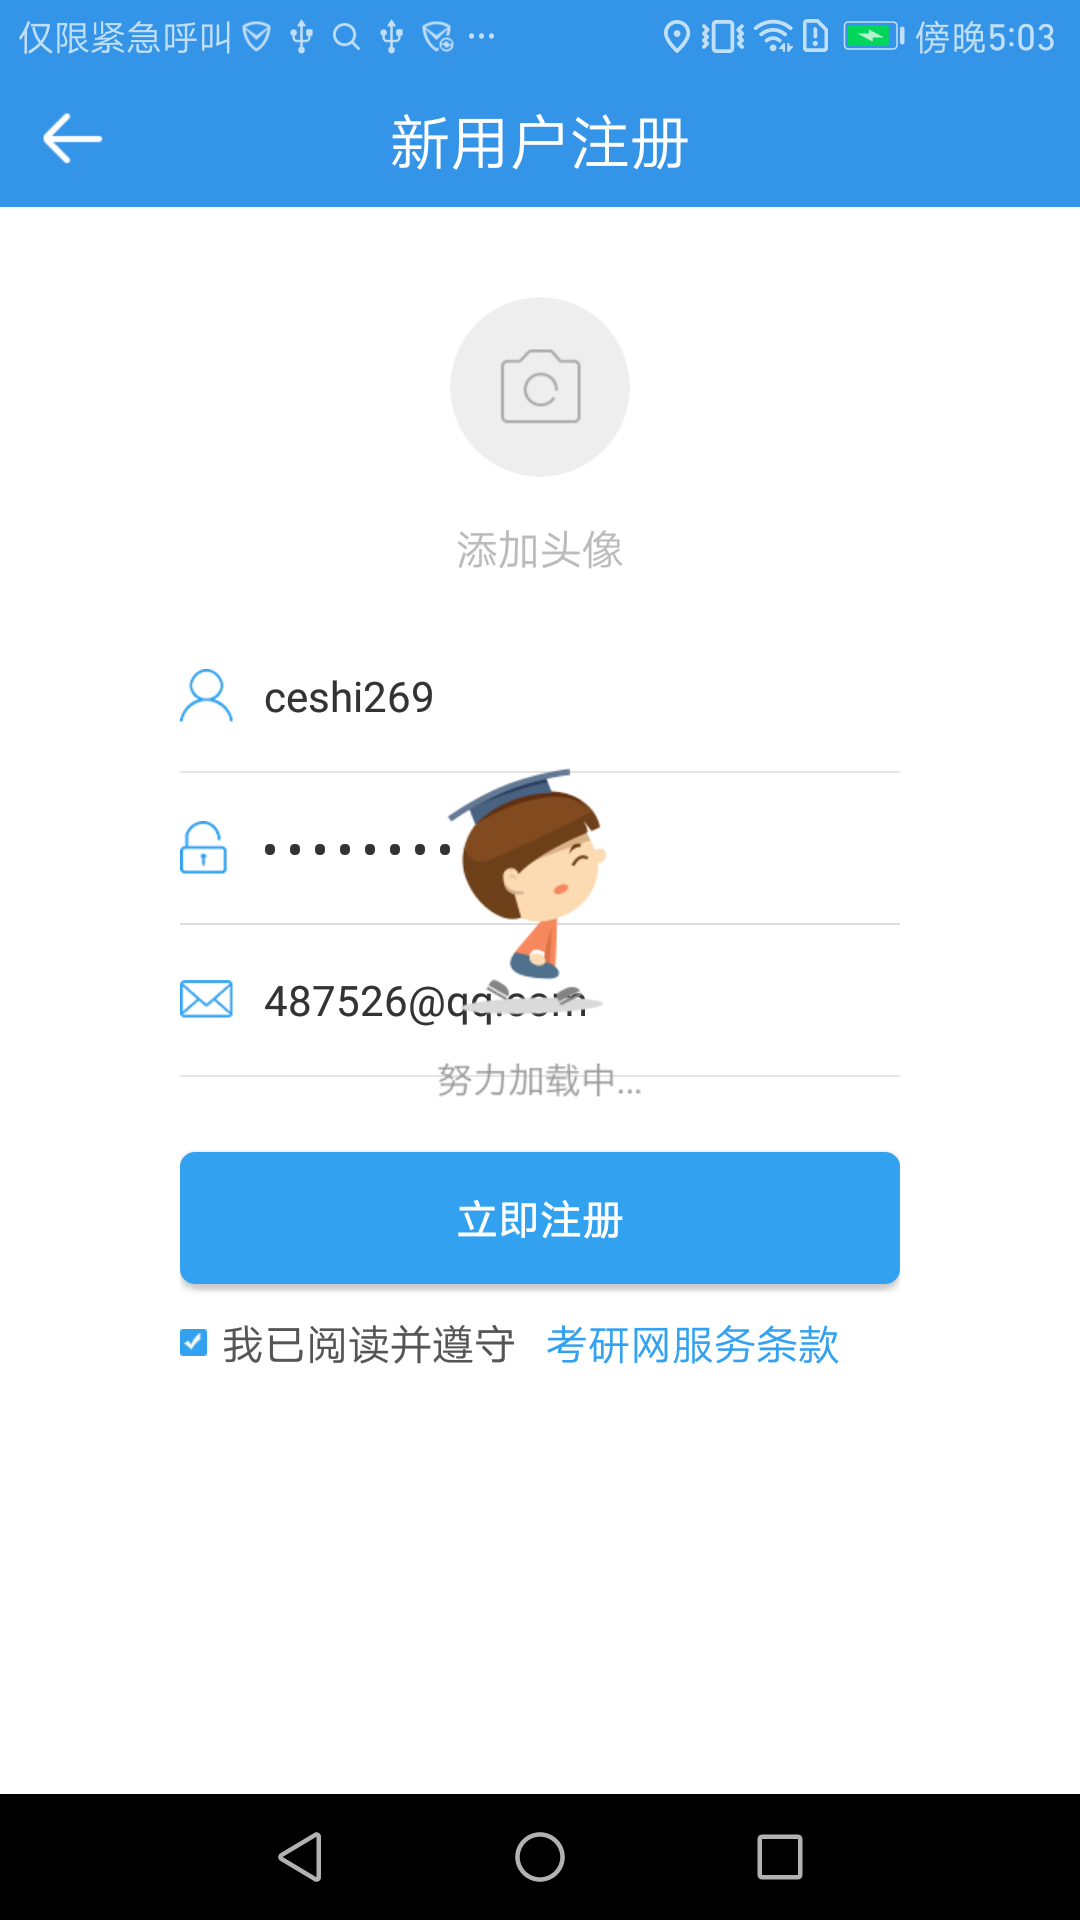 仅限紧急呼叫 傍晚5:03
新用户注册
添加头像
ceshi269
••••••••
487526@qq.com
努力加载中...
立即注册
我已阅读并遵守 考研网服务条款